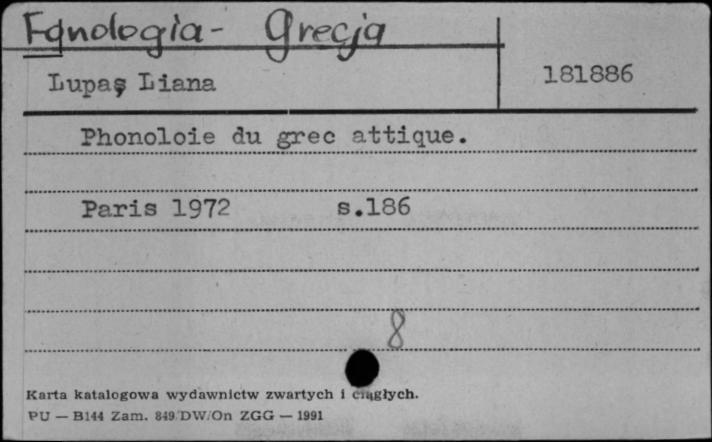 Fonologia - Grecja
Lupaş Liana 181886
Phonoloie du grec attique.
Paris 1972 s.186
8
Karta katalogowa wydawnictw zwartych i ciągłych.
PU — B144 Zam. 849/DW/On ZGG — 1991